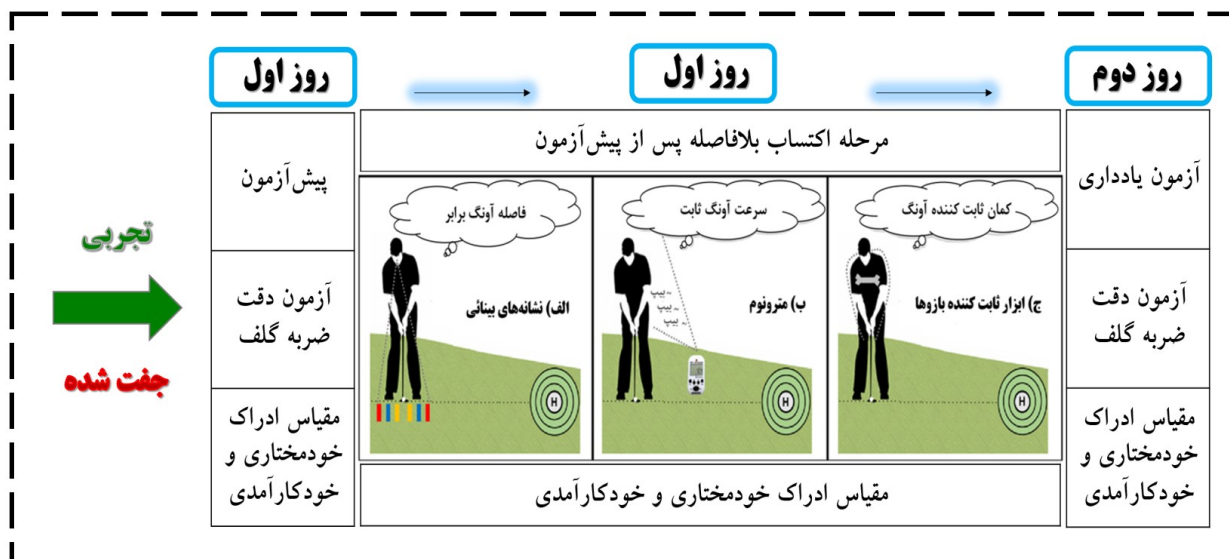 روز اول
روز اول
روز دوم
تجربی
جفت شده
پیش‌آزمون
آزمون دقت
ضربه گلف
مقیاس ادراک
خودمختاری و
خودکارآمدی
مرحله اکتساب بلافاصله پس از پیش‌آزمون
فاصله آونگ برابر
الف) نشانه‌های بینائی
H
سرعت آونگ ثابت
بیپ~
بیپ~
بیپ~
ب) مترونوم
H
کمان ثابت کننده آونگ
ج) ابزار ثابت کننده بازوها
H
مقیاس ادراک خودمختاری و خودکارآمدی
آزمون یادداری
آزمون دقت
ضربه گلف
مقیاس ادراک
خودمختاری و
خودکارآمدی